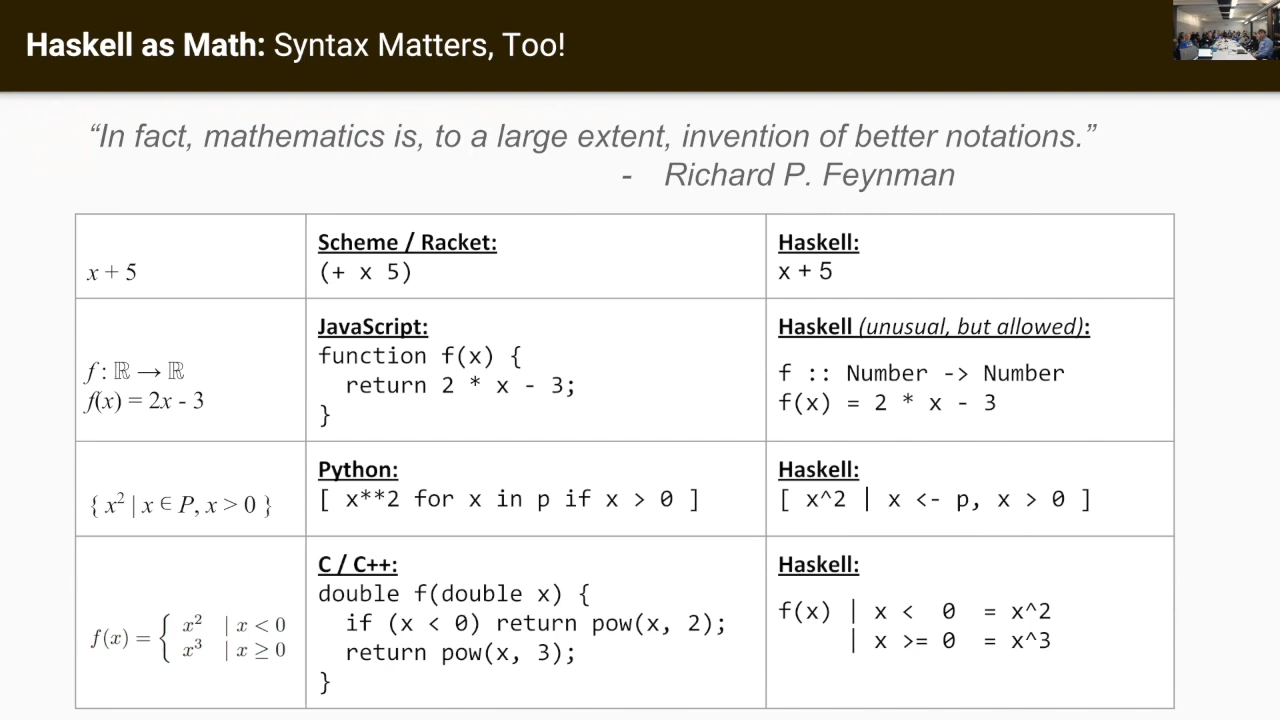 Haskell as Math: Syntax Matters, Too!
“In fact, mathematics is, to a large extent, invention of better notations.”
- Richard P. Feynman
x + 5
Scheme / Racket:
(+ x 5)
Haskell:
x + 5
f : ℝ → ℝ
f(x) = 2x - 3
JavaScript:
function f(x) {
  return 2 * x - 3;
}
Haskell (unusual, but allowed):
f :: Number -> Number
f(x) = 2 * x - 3
{ x² | x ∈ P, x > 0 }
Python:
[ x**2 for x in p if x > 0 ]
Haskell:
[ x^2 | x <- p, x > 0 ]
f(x) = { x² | x < 0
x³ | x ≥ 0
C / C++:
double f(double x) {
  if (x < 0) return pow(x, 2);
  return pow(x, 3);
}
Haskell:
f(x) | x <  0  = x^2
     | x >= 0  = x^3